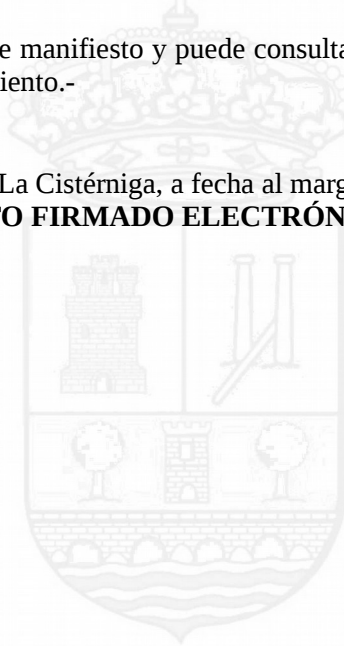 e manifiesto y puede consulta
iento.-
La Cistérniga, a fecha al marg
O FIRMADO ELECTRÓN